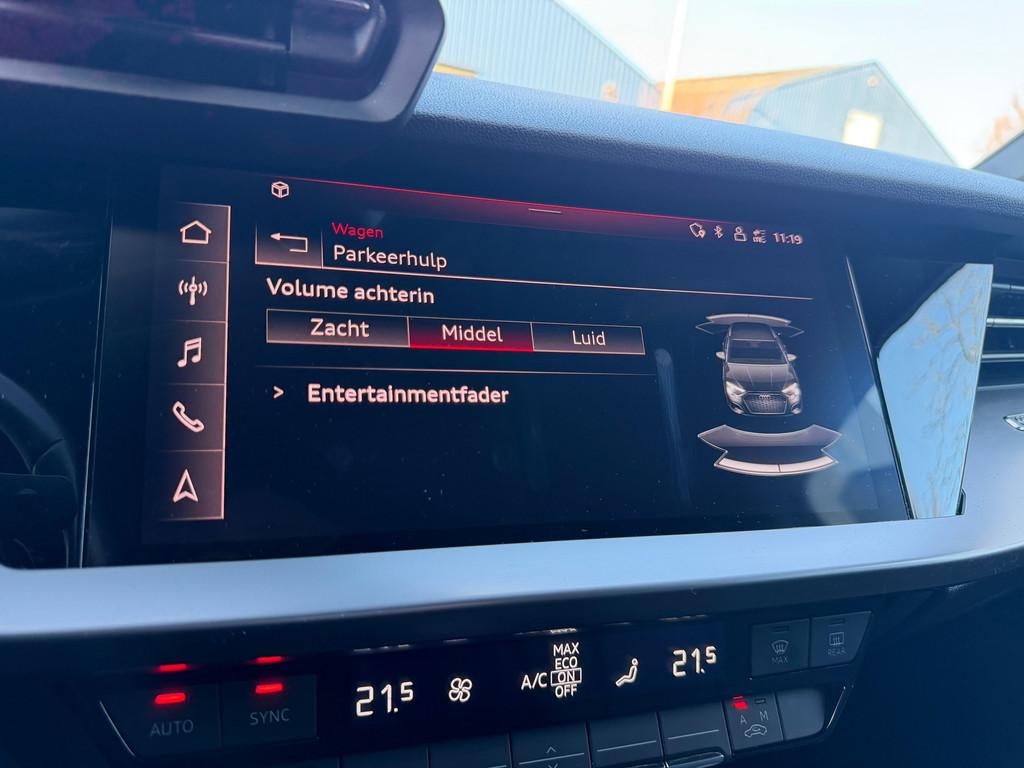 Wagen
Parkeerhulp
11:19
Volume achterin
Zacht Middel Luid
> Entertainmentfader
AUTO SYNC
21.5
A/C
MAX
ECO
ON
OFF
21.5
MAX REAR
A M